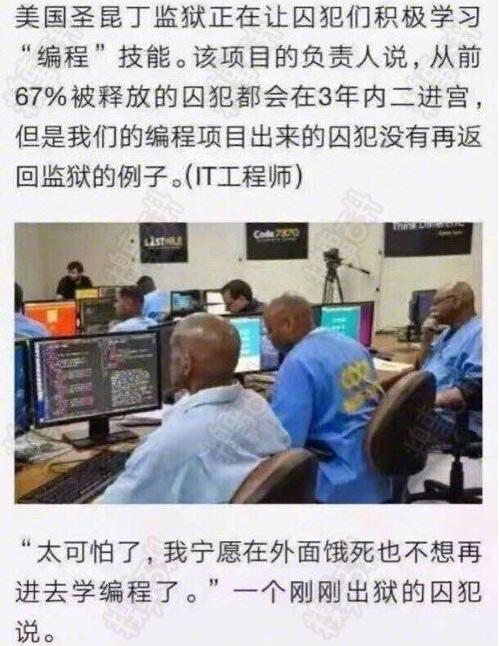 美国圣昆丁监狱正在让囚犯们积极学习
“编程”技能。该项目的负责人说，从前
67%被释放的囚犯都会在3年内二进宫，
但是我们的编程项目出来的囚犯没有再返
回监狱的例子。(IT工程师)
LAST MILE
Code.7370
Think Different.
“太可怕了，我宁愿在外面饿死也不想再
进去学编程了。”一个刚刚出狱的囚犯
说。